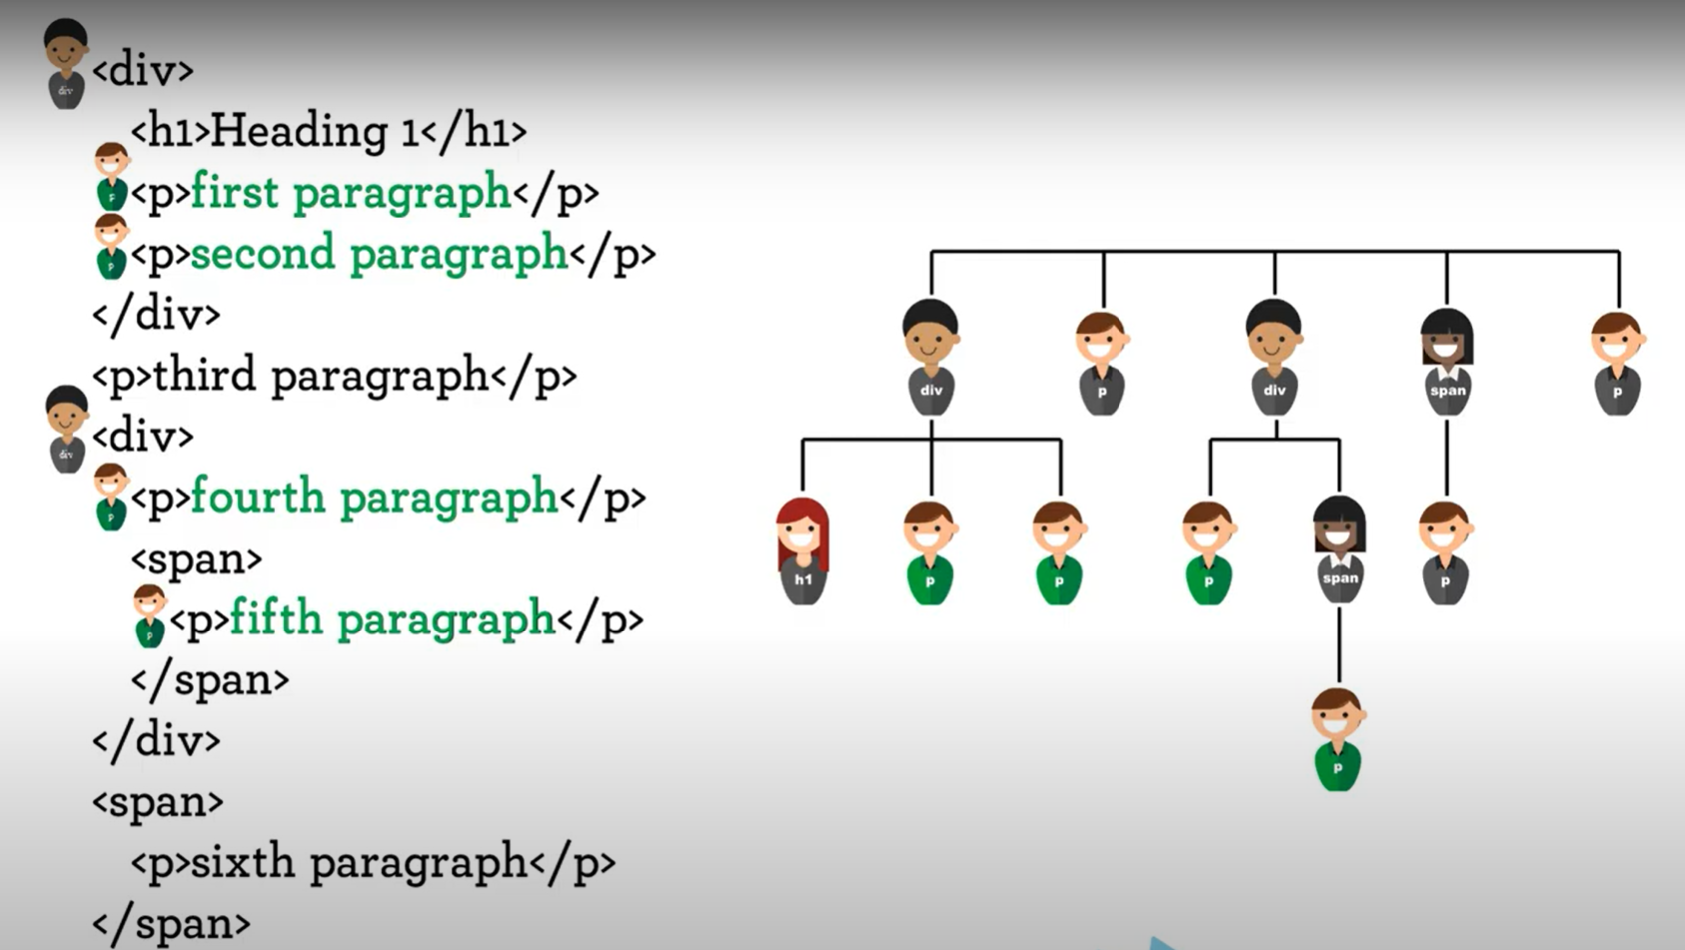 <div>
<h1>Heading 1</h1>
<p>first paragraph</p>
<p>second paragraph</p>
</div>
<p>third paragraph</p>
<div>
<p>fourth paragraph</p>
<span>
<p>fifth paragraph</p>
</span>
</div>
<span>
<p>sixth paragraph</p>
</span>
div
p
p
div
p
p
div p div span p
h1 p p p span p
p